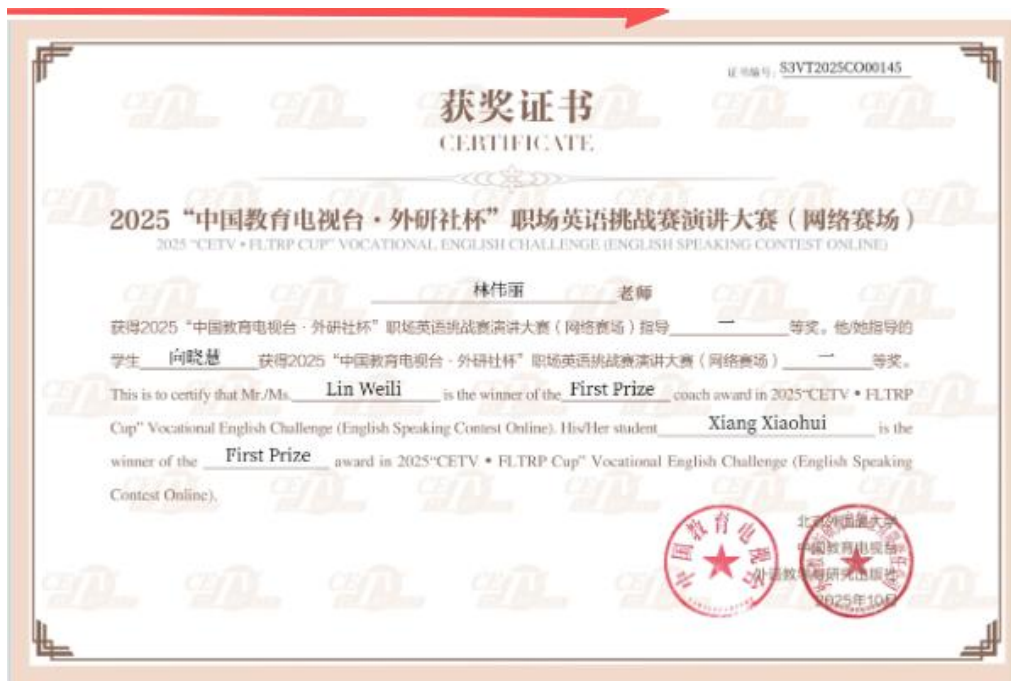 证书编号：S3VT2025CO00145
获奖证书
CERTIFICATE
2025“中国教育电视台·外研社杯”职场英语挑战赛演讲大赛（网络赛场）
2025 “CETV • FLTRP CUP” VOCATIONAL ENGLISH CHALLENGE (ENGLISH SPEAKING CONTEST ONLINE)
林伟丽 老师
获得2025“中国教育电视台·外研社杯”职场英语挑战赛演讲大赛（网络赛场）指导 一 等奖。他/她指导的
学生 向晓慧 获得2025“中国教育电视台·外研社杯”职场英语挑战赛演讲大赛（网络赛场） 一 等奖。
This is to certify that Mr./Ms. Lin Weili is the winner of the First Prize coach award in 2025“CETV • FLTRP
Cup” Vocational English Challenge (English Speaking Contest Online). His/Her student Xiang Xiaohui is the
winner of the First Prize award in 2025“CETV • FLTRP Cup” Vocational English Challenge (English Speaking
Contest Online).
北京外国语大学
中国教育电视台
外语教学与研究出版社
2025年10月
中国教育电视台